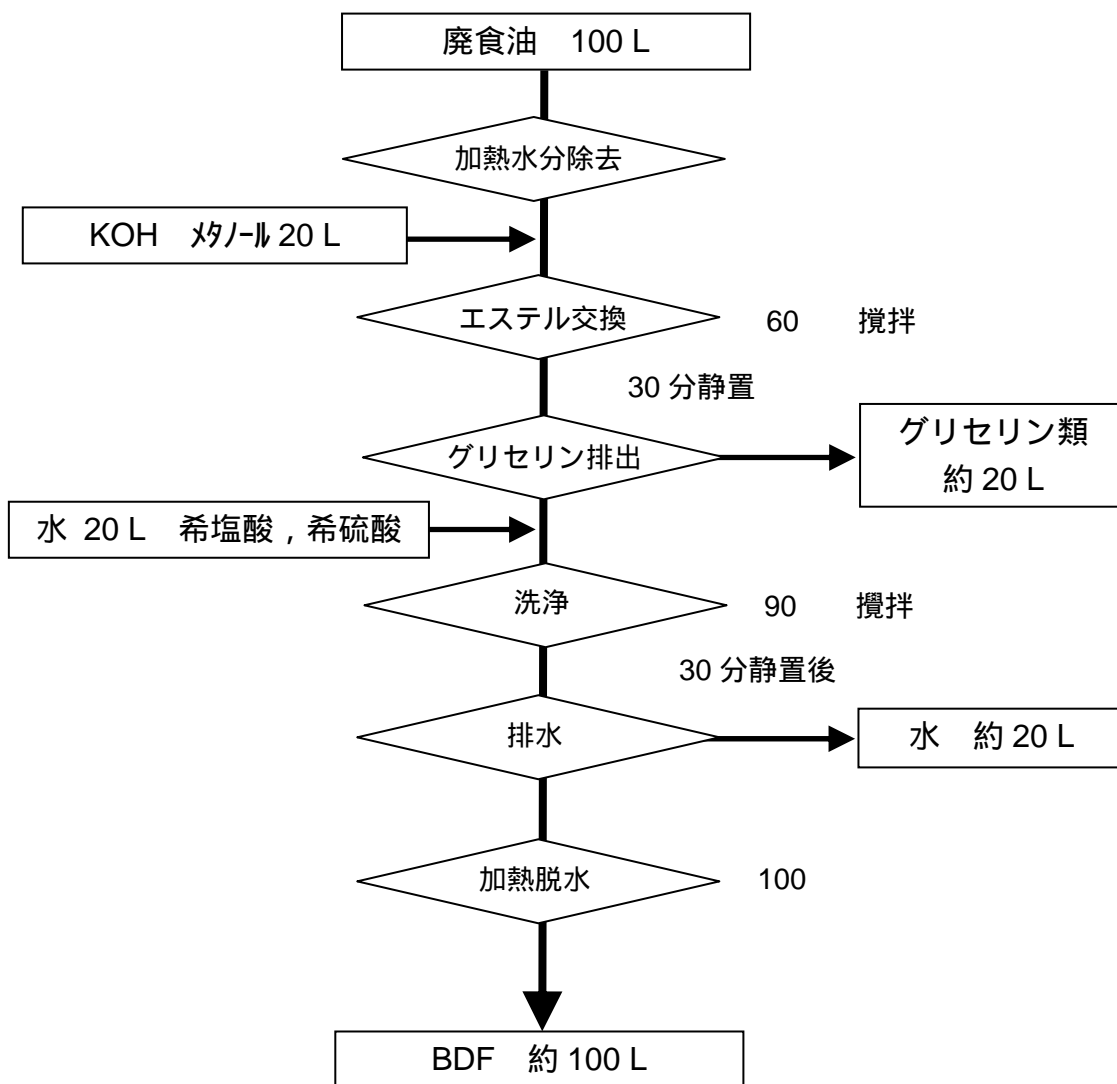 廃食油　100 L
加熱水分除去
KOH　ﾒﾀﾉｰﾙ 20 L
エステル交換
60　攪拌
30 分静置
グリセリン排出
グリセリン類
約 20 L
水 20 L　希塩酸，希硫酸
洗浄
90　攪拌
30 分静置後
排水
水　約 20 L
加熱脱水
100
BDF　約 100 L